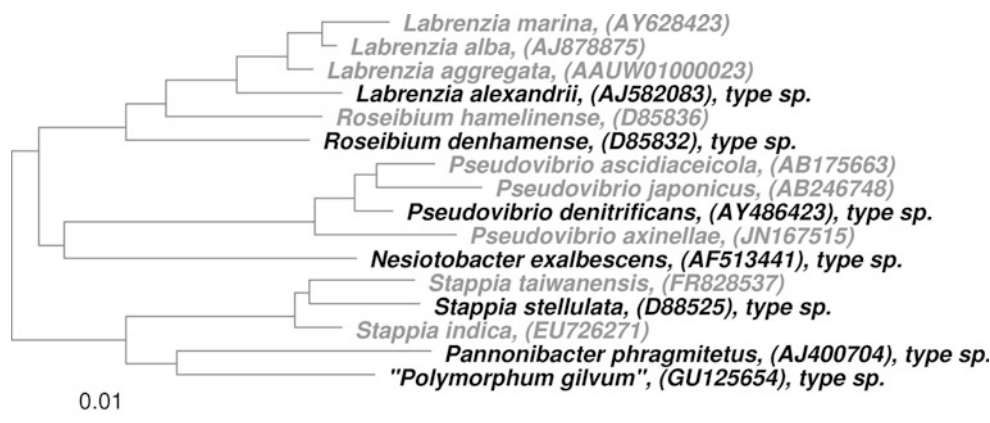 Labrenzia marina, (AY628423)
Labrenzia alba, (AJ878875)
Labrenzia aggregata, (AAUW01000023)
Labrenzia alexandrii, (AJ582083), type sp.
Roseibium hamelinense, (D85836)
Roseibium denhamense, (D85832), type sp.
Pseudovibrio ascidiaceicola, (AB175663)
Pseudovibrio japonicus, (AB246748)
Pseudovibrio denitrificans, (AY486423), type sp.
Pseudovibrio axinellae, (JN167515)
Nesiotobacter exalbescens, (AF513441), type sp.
Stappia taiwanensis, (FR828537)
Stappia stellulata, (D88525), type sp.
Stappia indica, (EU726271)
Pannonibacter phragmitetus, (AJ400704), type sp.
"Polymorphum gilvum", (GU125654), type sp.
0.01